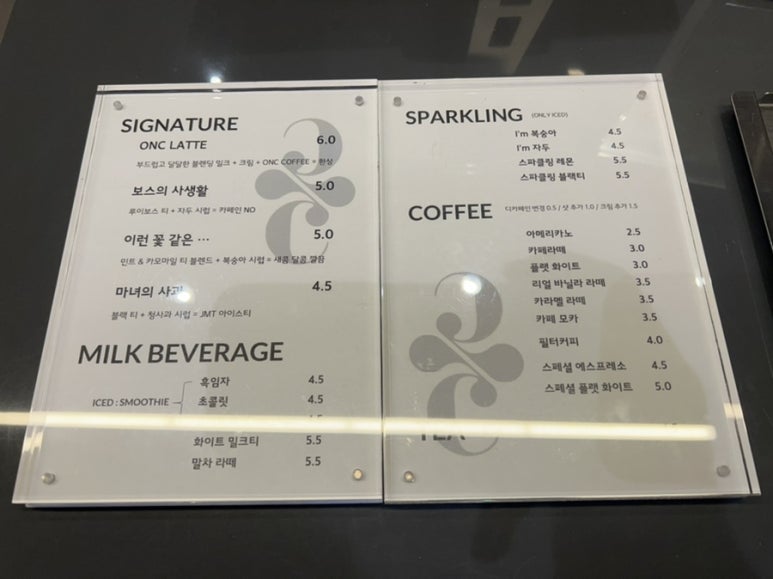 SIGNATURE
ONC LATTE 6.0
부드럽고 달달한 블렌딩 밀크 + 크림 + ONC COFFEE = 환상
보스의 사생활 5.0
루이보스 티 + 자두 시럽 = 카페인 NO
이런 꽃 같은 ··· 5.0
민트 & 카모마일 티 블렌드 + 복숭아 시럽 = 새콤 달콤 깔끔
마녀의 사과 4.5
블랙 티 + 청사과 시럽 = JMT 아이스티
MILK BEVERAGE
흑임자 4.5
ICED : SMOOTHIE
초콜릿 4.5
화이트 밀크티 5.5
말차 라떼 5.5
SPARKLING (ONLY ICED)
I'm 복숭아 4.5
I'm 자두 4.5
스파클링 레몬 5.5
스파클링 블랙티 5.5
COFFEE 디카페인 변경 0.5 / 샷 추가 1.0 / 크림 추가 1.5
아메리카노 2.5
카페라떼 3.0
플랫 화이트 3.0
리얼 바닐라 라떼 3.5
카라멜 라떼 3.5
카페 모카 3.5
필터커피 4.0
스페셜 에스프레소 4.5
스페셜 플랫 화이트 5.0
TEA